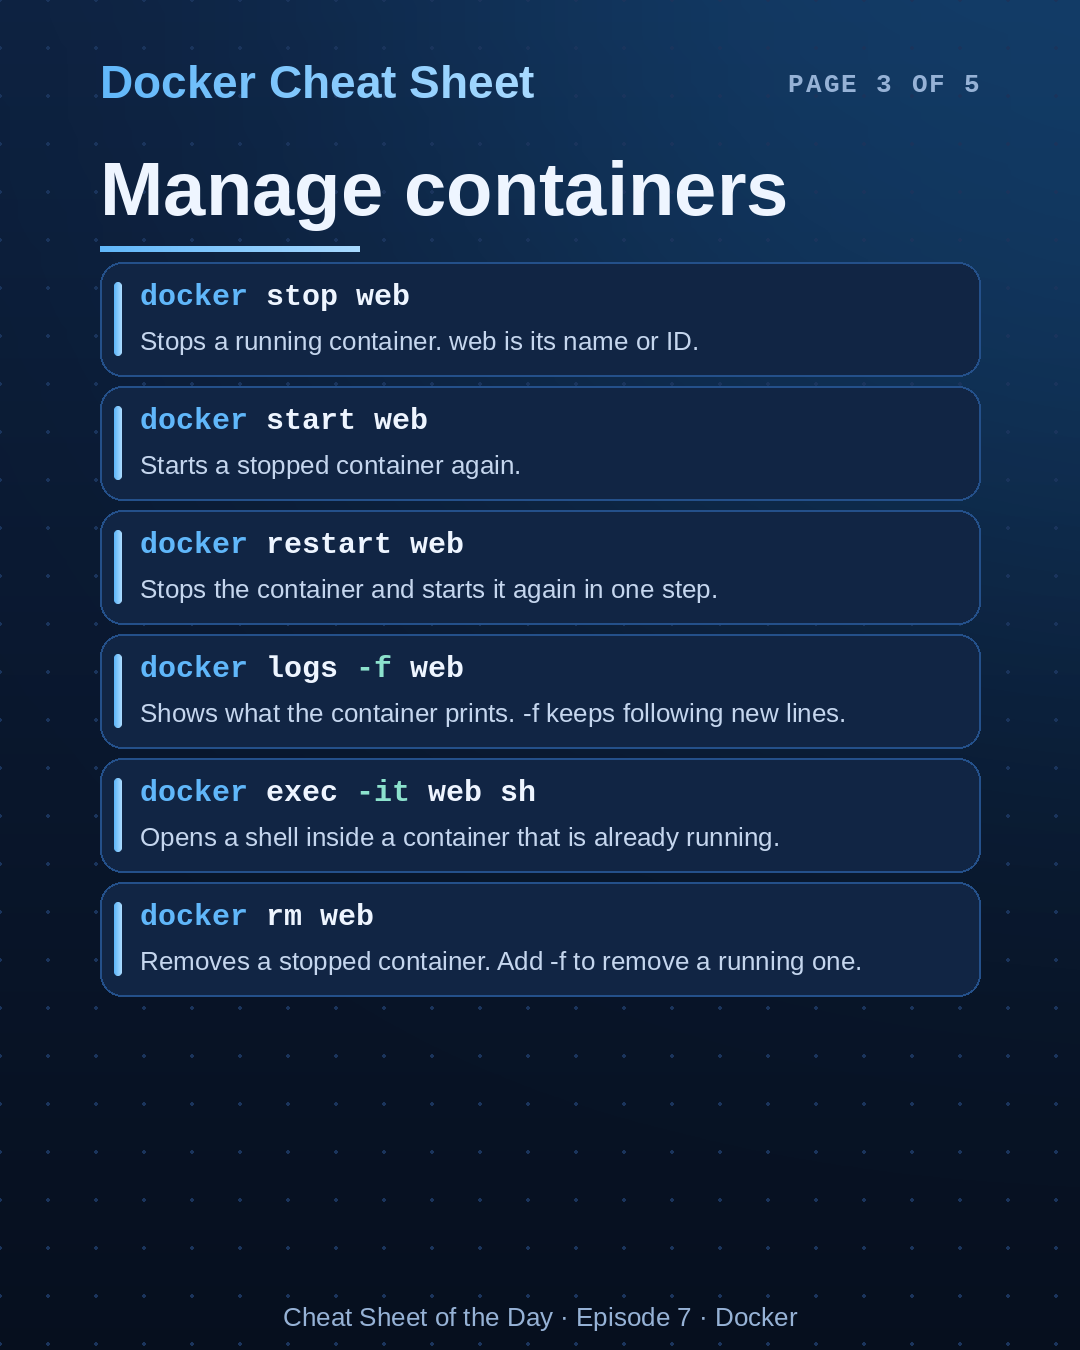 Docker Cheat Sheet
PAGE 3 OF 5
Manage containers
docker stop web
Stops a running container. web is its name or ID.
docker start web
Starts a stopped container again.
docker restart web
Stops the container and starts it again in one step.
docker logs -f web
Shows what the container prints. -f keeps following new lines.
docker exec -it web sh
Opens a shell inside a container that is already running.
docker rm web
Removes a stopped container. Add -f to remove a running one.
Cheat Sheet of the Day · Episode 7 · Docker